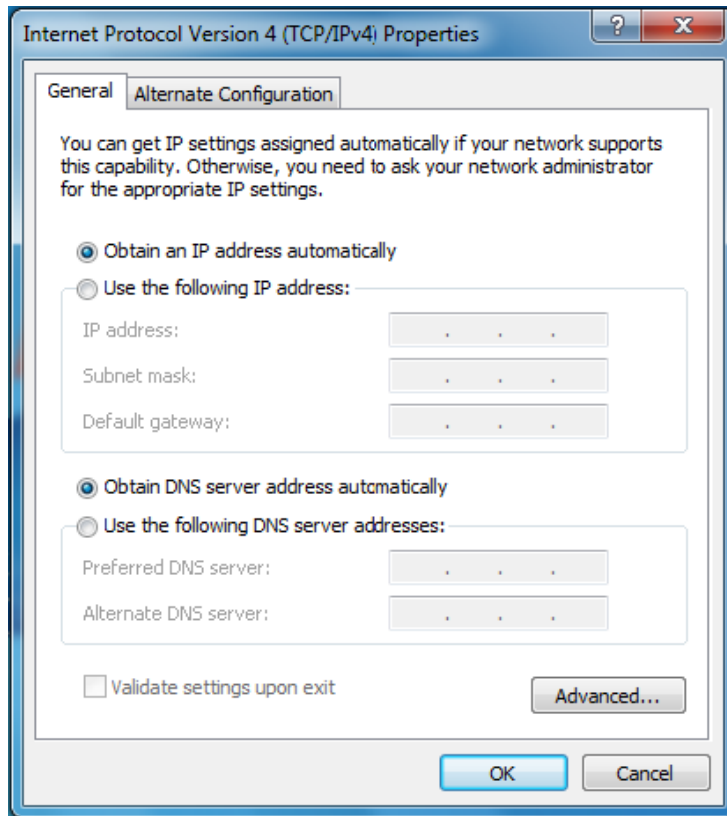 Internet Protocol Version 4 (TCP/IPv4) Properties
General
Alternate Configuration
You can get IP settings assigned automatically if your network supports
this capability. Otherwise, you need to ask your network administrator
for the appropriate IP settings.
Obtain an IP address automatically
Use the following IP address:
IP address:
Subnet mask:
Default gateway:
Obtain DNS server address automatically
Use the following DNS server addresses:
Preferred DNS server:
Alternate DNS server:
Validate settings upon exit
Advanced...
OK
Cancel